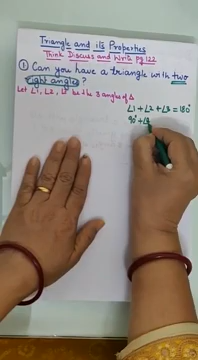 Triangle and its Properties
Think Discuss and Write pg 122
① Can you have a triangle with two
right angles?
Let ∠1, ∠2, ∠3 be the 3 angles of Δ
∠1 + ∠2 + ∠3 = 180°
90° +